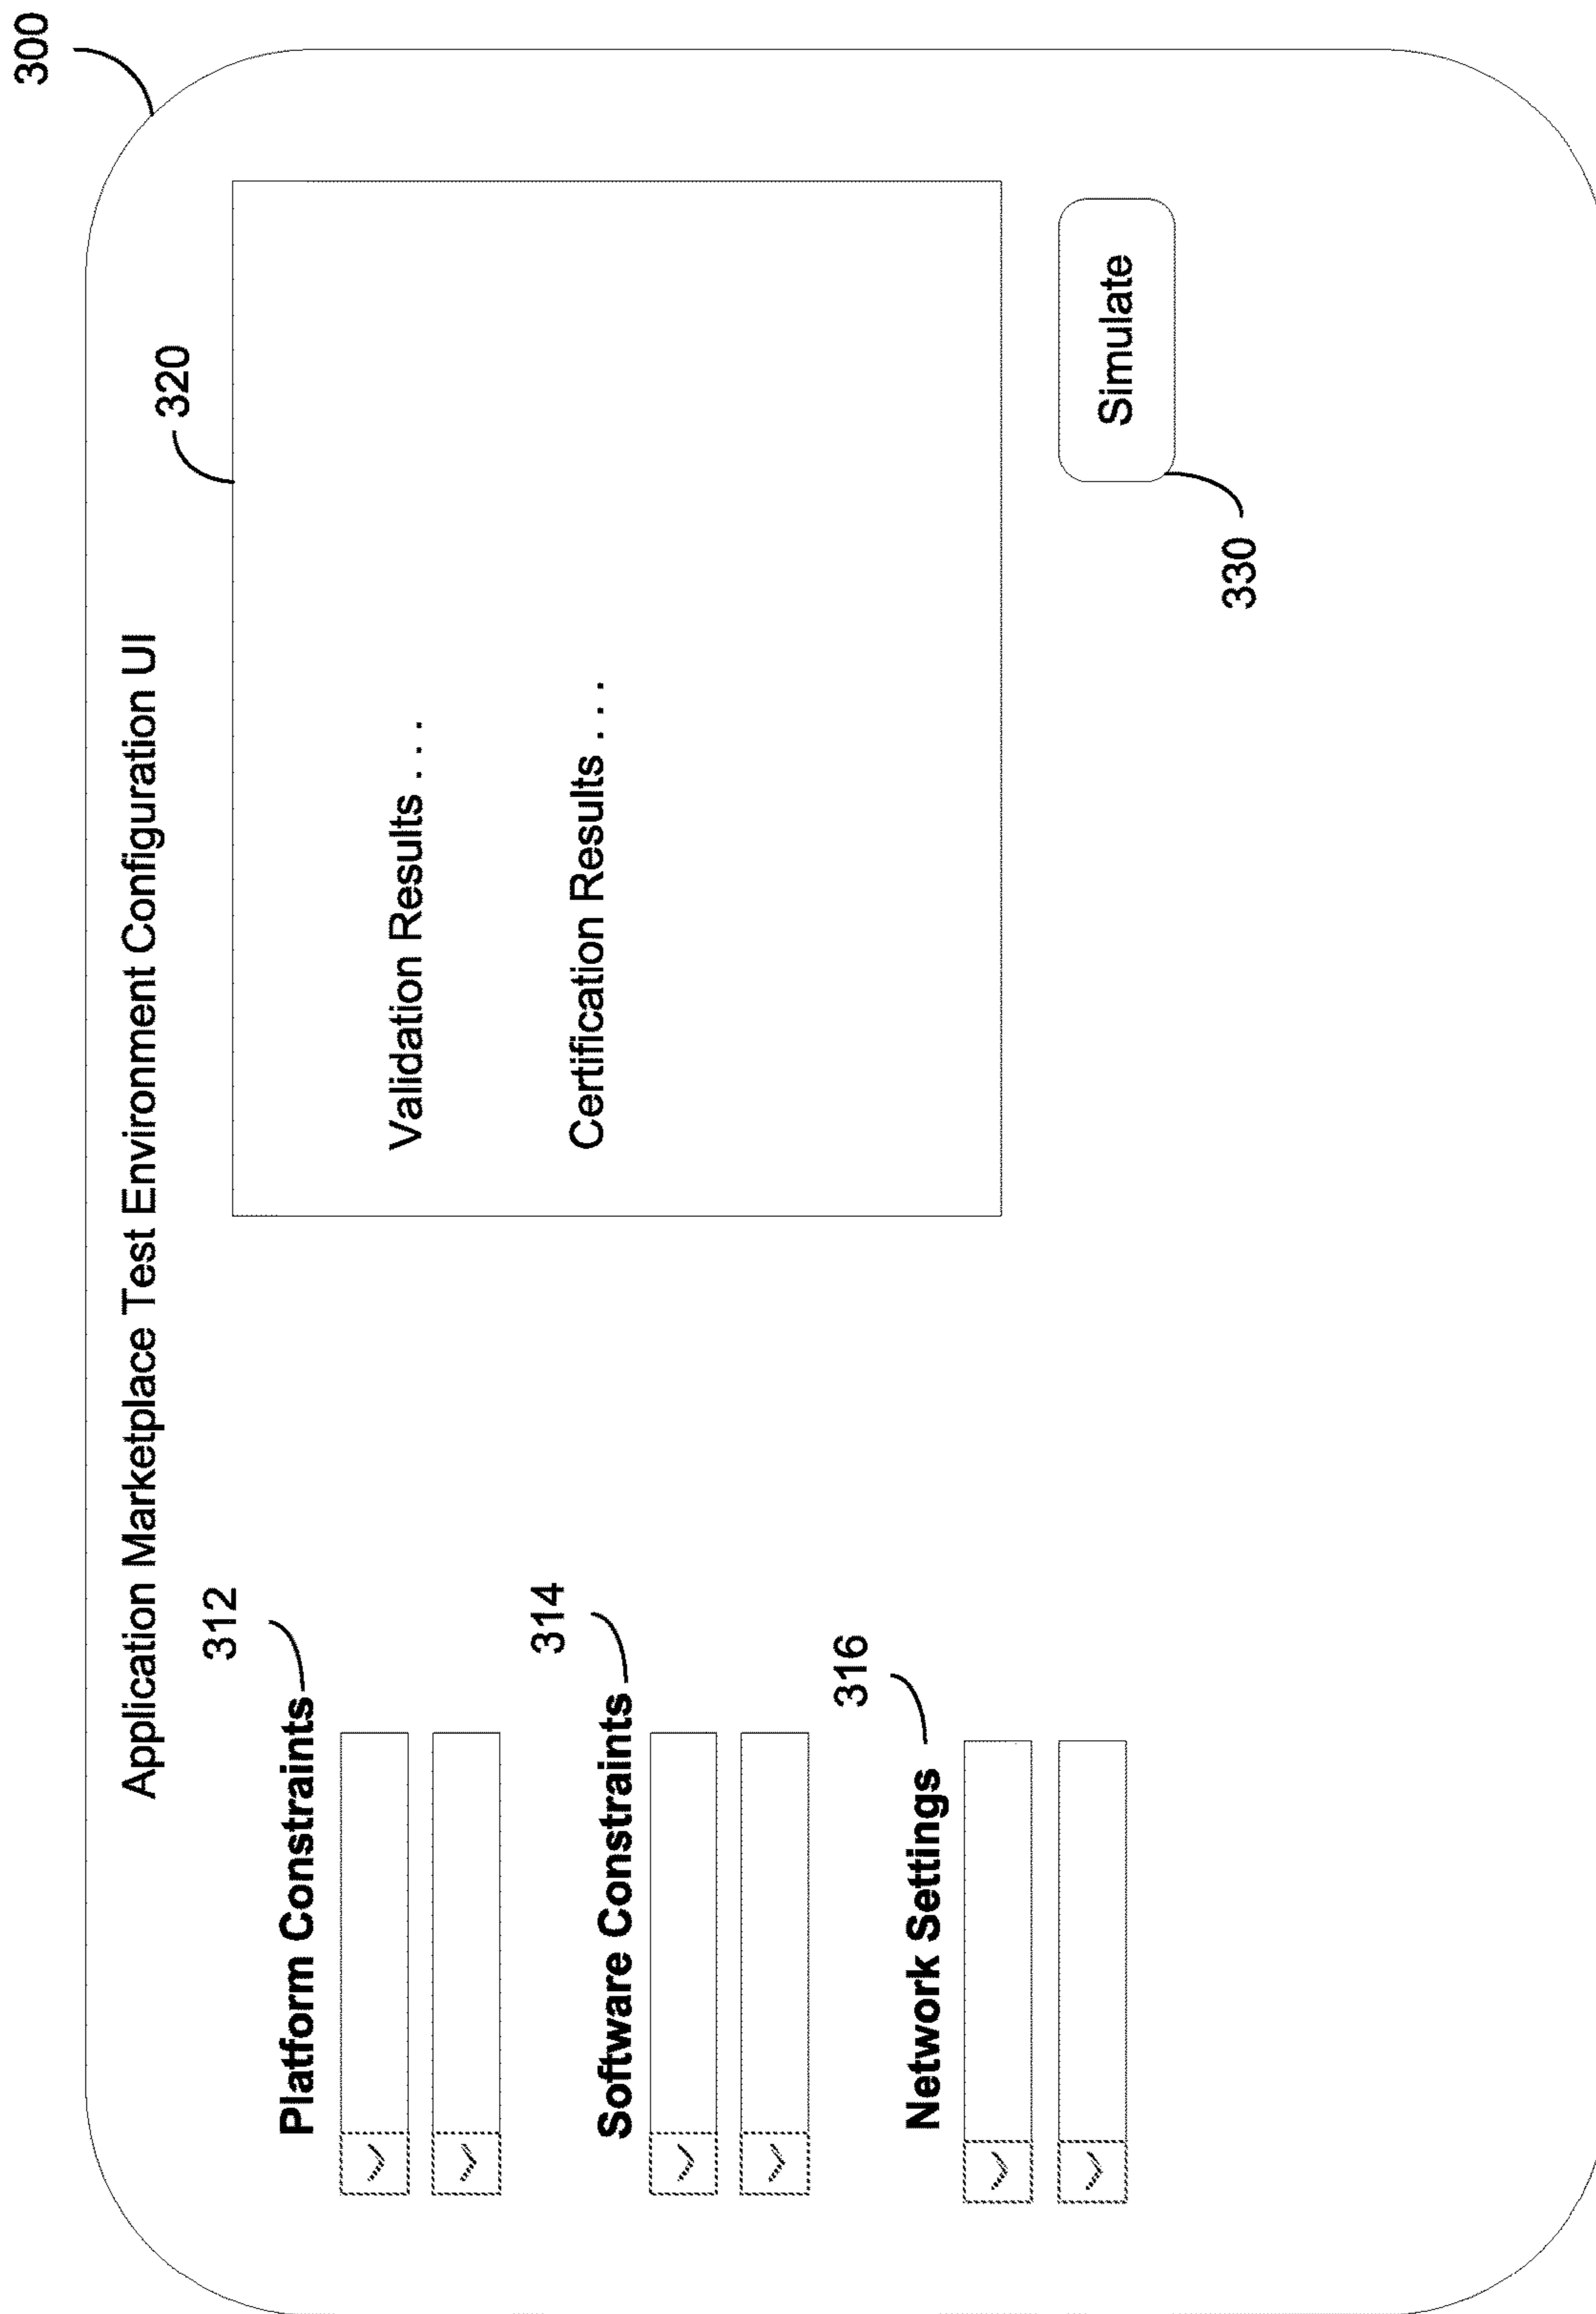 300
Application Marketplace Test Environment Configuration UI
312
Platform Constraints
314
Software Constraints
316
Network Settings
320
Validation Results . . .
Certification Results . . .
Simulate
330